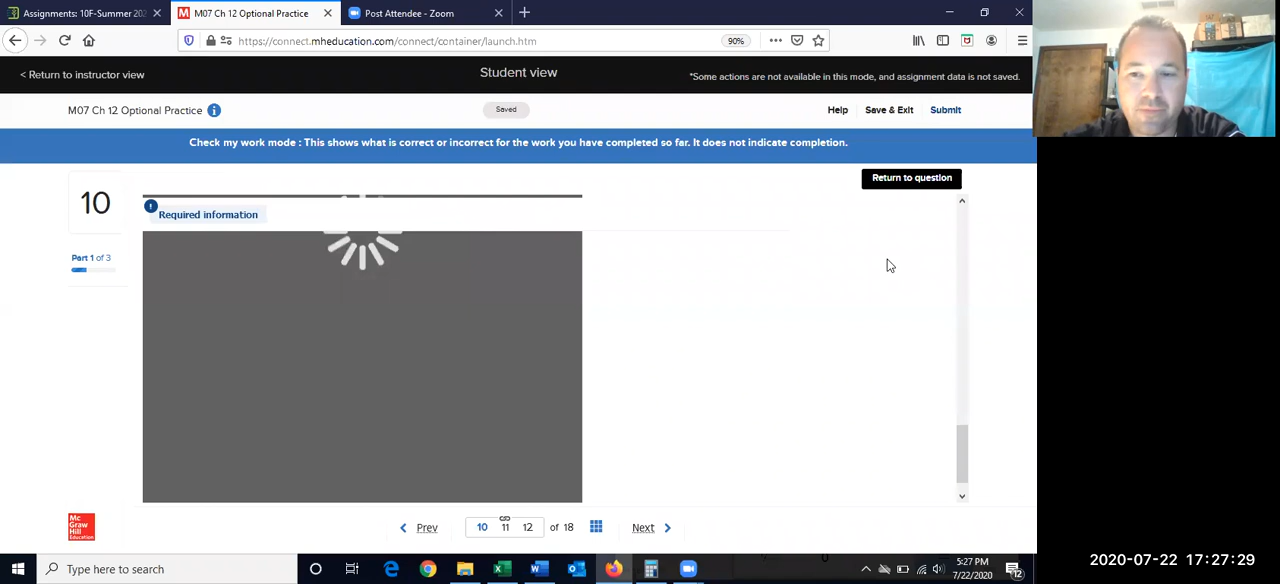 Assignments: 10F-Summer 202
M07 Ch 12 Optional Practice
Post Attendee - Zoom
https://connect.mheducation.com/connect/container/launch.htm
90%
< Return to instructor view
Student view
*Some actions are not available in this mode, and assignment data is not saved.
M07 Ch 12 Optional Practice
Saved
Help
Save & Exit
Submit
Check my work mode : This shows what is correct or incorrect for the work you have completed so far. It does not indicate completion.
10
Return to question
Required information
Part 1 of 3
Mc
Graw
Hill
Education
Prev
10 11 12 of 18
Next
Type here to search
5:27 PM
7/22/2020
12
2020-07-22 17:27:29